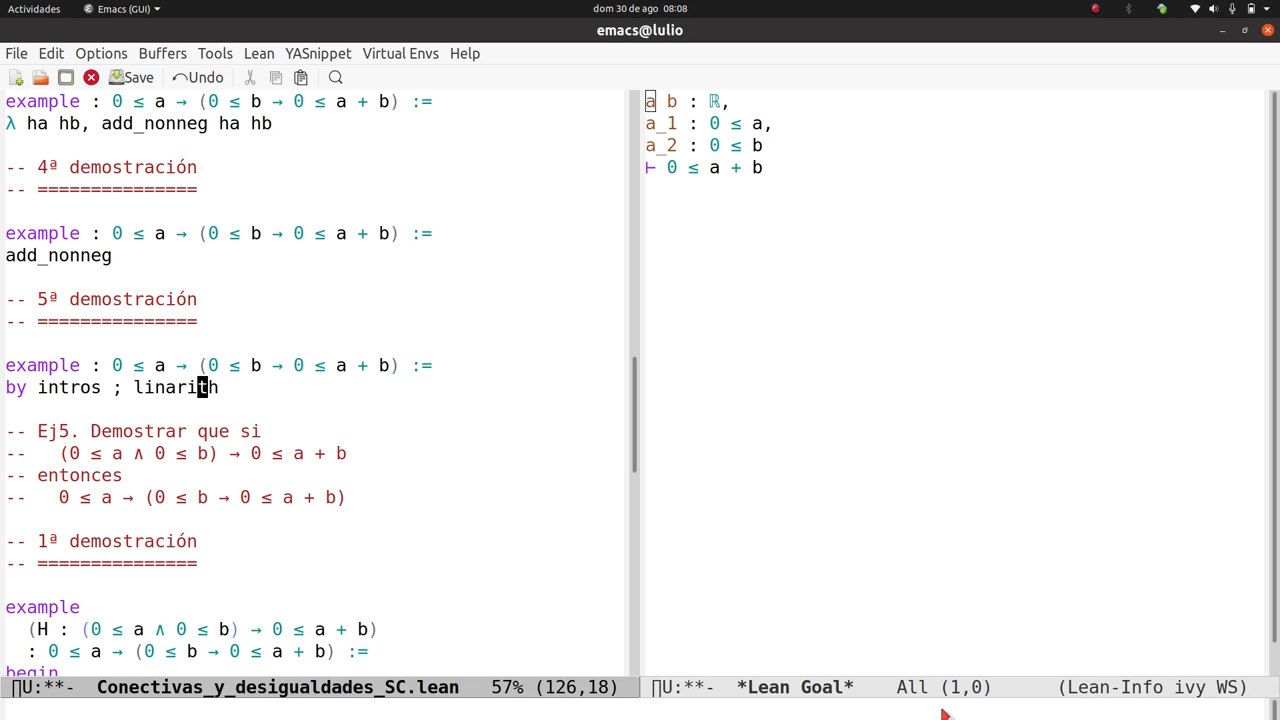 Actividades Emacs (GUI) dom 30 de ago 08:08
emacs@lulio
File Edit Options Buffers Tools Lean YASnippet Virtual Envs Help
Save Undo
example : 0 ≤ a → (0 ≤ b → 0 ≤ a + b) :=
λ ha hb, add_nonneg ha hb
-- 4ª demostración
-- ===============
example : 0 ≤ a → (0 ≤ b → 0 ≤ a + b) :=
add_nonneg
-- 5ª demostración
-- ===============
example : 0 ≤ a → (0 ≤ b → 0 ≤ a + b) :=
by intros ; linarith
-- Ej5. Demostrar que si
--   (0 ≤ a ∧ 0 ≤ b) → 0 ≤ a + b
-- entonces
--   0 ≤ a → (0 ≤ b → 0 ≤ a + b)
-- 1ª demostración
-- ===============
example
  (H : (0 ≤ a ∧ 0 ≤ b) → 0 ≤ a + b)
  : 0 ≤ a → (0 ≤ b → 0 ≤ a + b) :=
begin
∏U:**-  Conectivas_y_desigualdades_SC.lean   57% (126,18)
a b : ℝ,
a_1 : 0 ≤ a,
a_2 : 0 ≤ b
⊢ 0 ≤ a + b
∏U:**-  *Lean Goal*    All (1,0)      (Lean-Info ivy WS)